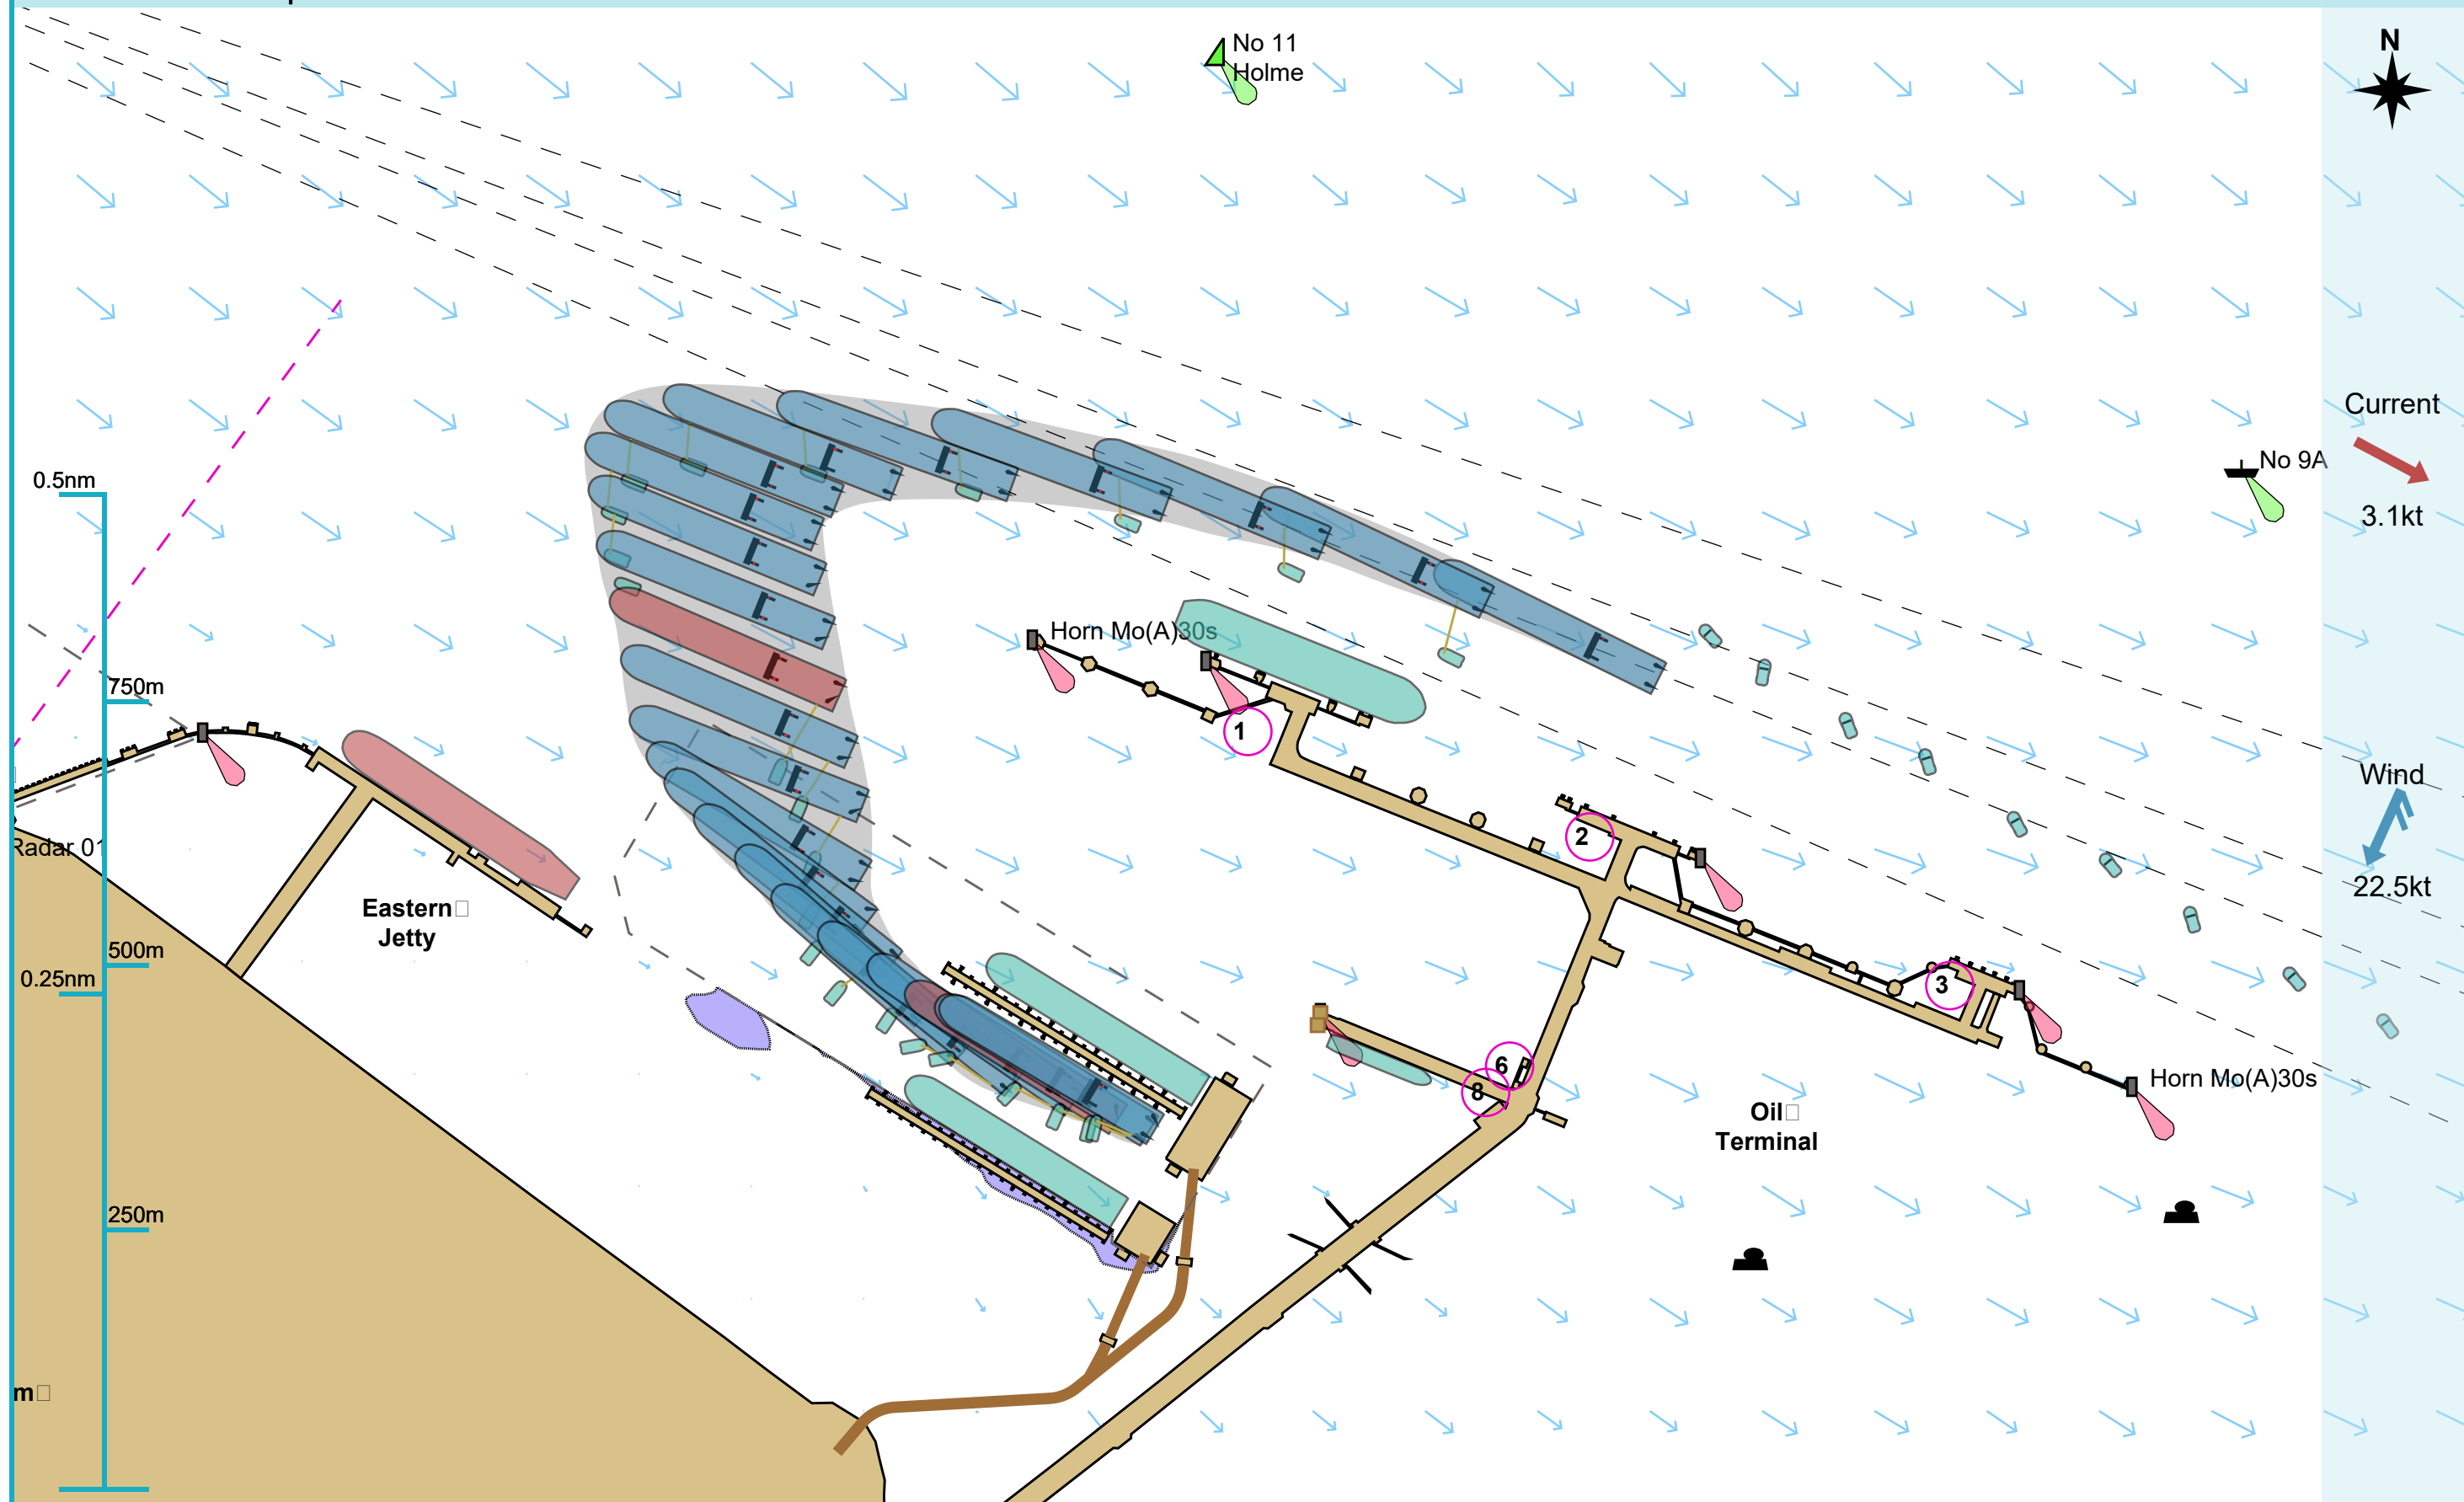 No 11
Holme
N
Current
3.1kt
No 9A
0.5nm
Horn Mo(A)30s
750m
1
Wind
22.5kt
2
Radar 01
Eastern
Jetty
500m
0.25nm
3
6
8
Horn Mo(A)30s
Oil
Terminal
250m
m